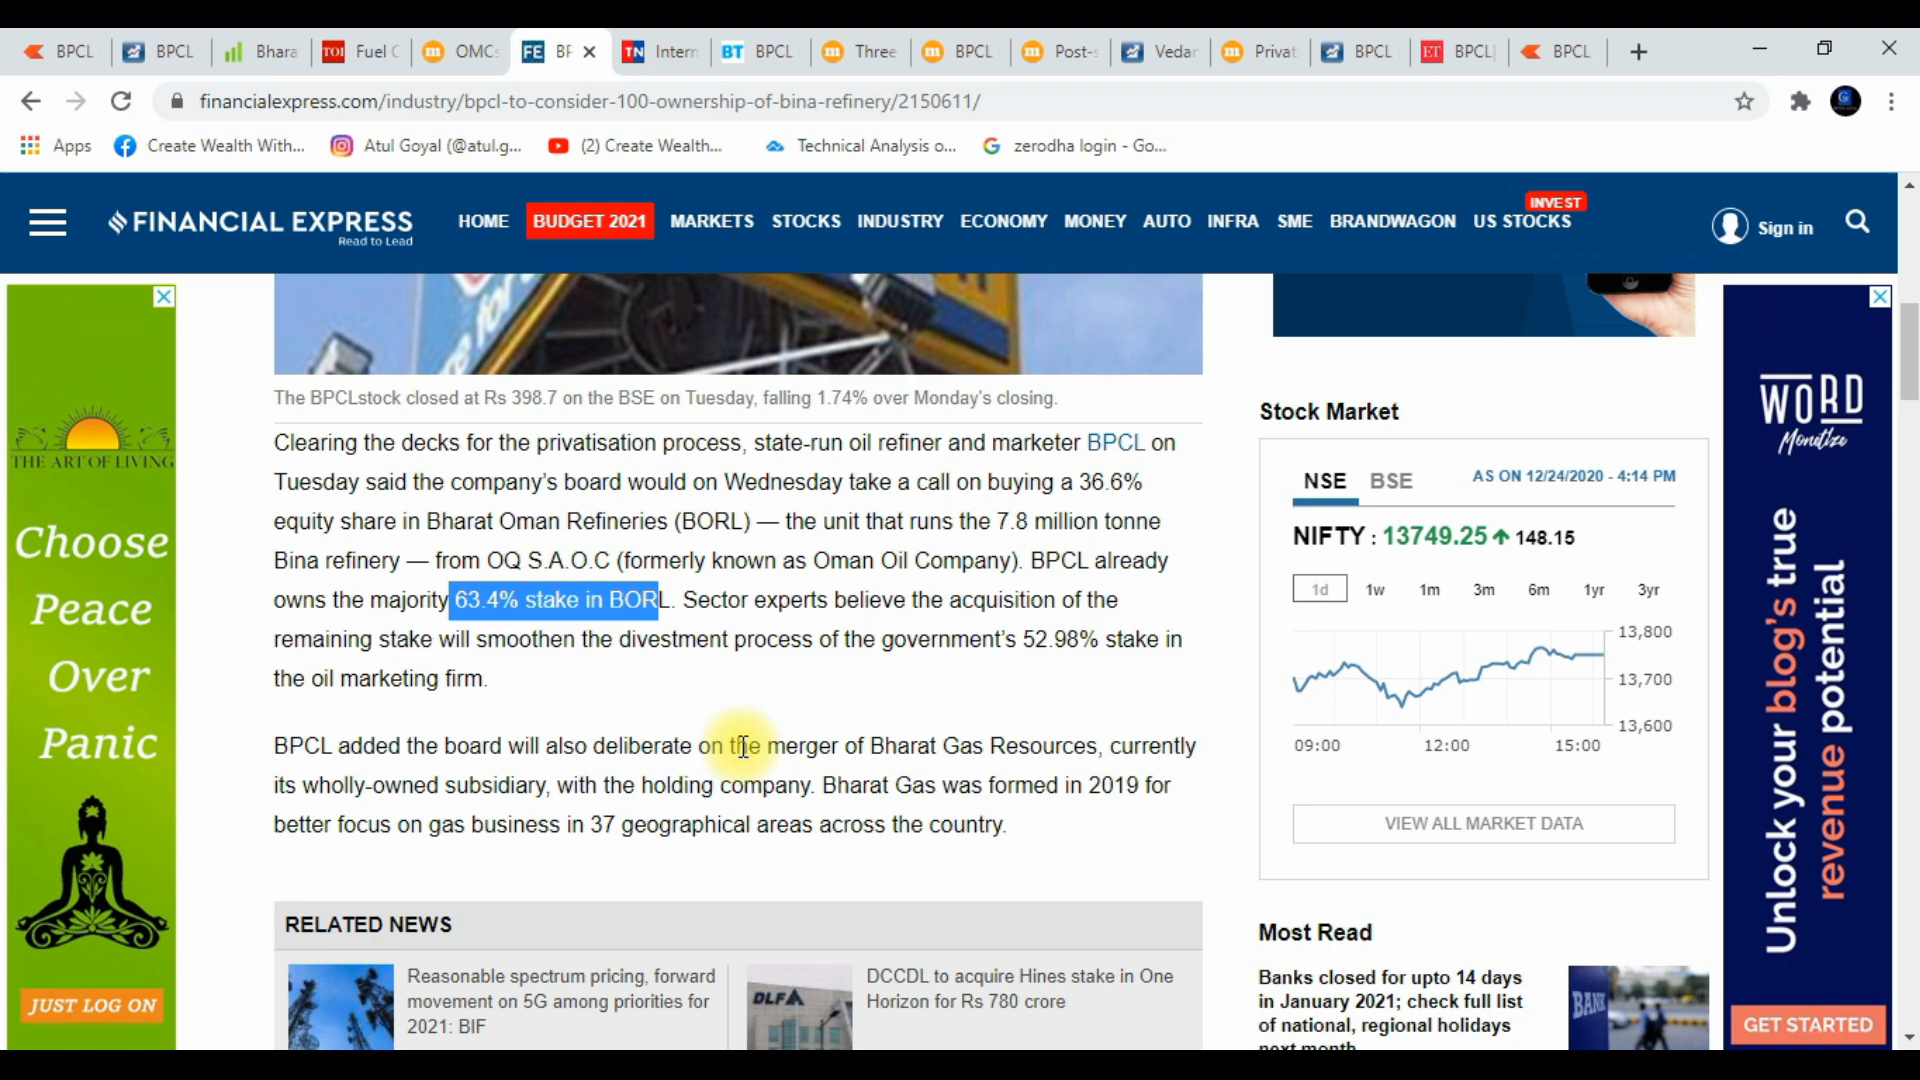 BPCL
BPCL
Bhara
TOI Fuel C
m OMCs
FE BF
TN Intern
BT BPCL
m Three
m BPCL
m Post-s
Vedar
m Privat
BPCL
ET BPCL|
BPCL
financialexpress.com/industry/bpcl-to-consider-100-ownership-of-bina-refinery/2150611/
Apps
Create Wealth With...
Atul Goyal (@atul.g...
(2) Create Wealth...
Technical Analysis o...
zerodha login - Go...
FINANCIAL EXPRESS
Read to Lead
HOME
BUDGET 2021
MARKETS
STOCKS
INDUSTRY
ECONOMY
MONEY
AUTO
INFRA
SME
BRANDWAGON
INVEST
US STOCKS
Sign in
The BPCLstock closed at Rs 398.7 on the BSE on Tuesday, falling 1.74% over Monday's closing.
Clearing the decks for the privatisation process, state-run oil refiner and marketer BPCL on
Tuesday said the company's board would on Wednesday take a call on buying a 36.6%
equity share in Bharat Oman Refineries (BORL) — the unit that runs the 7.8 million tonne
Bina refinery — from OQ S.A.O.C (formerly known as Oman Oil Company). BPCL already
owns the majority 63.4% stake in BORL. Sector experts believe the acquisition of the
remaining stake will smoothen the divestment process of the government's 52.98% stake in
the oil marketing firm.
BPCL added the board will also deliberate on the merger of Bharat Gas Resources, currently
its wholly-owned subsidiary, with the holding company. Bharat Gas was formed in 2019 for
better focus on gas business in 37 geographical areas across the country.
RELATED NEWS
Reasonable spectrum pricing, forward
movement on 5G among priorities for
2021: BIF
DLF
DCCDL to acquire Hines stake in One
Horizon for Rs 780 crore
Stock Market
NSE
BSE
AS ON 12/24/2020 - 4:14 PM
NIFTY : 13749.25 148.15
1d
1w
1m
3m
6m
1yr
3yr
13,800
13,700
13,600
09:00
12:00
15:00
VIEW ALL MARKET DATA
Most Read
Banks closed for upto 14 days
in January 2021; check full list
of national, regional holidays
next month
BANK
THE ART OF LIVING
Choose
Peace
Over
Panic
JUST LOG ON
WORD
Monetize
Unlock your blog's true
revenue potential
GET STARTED